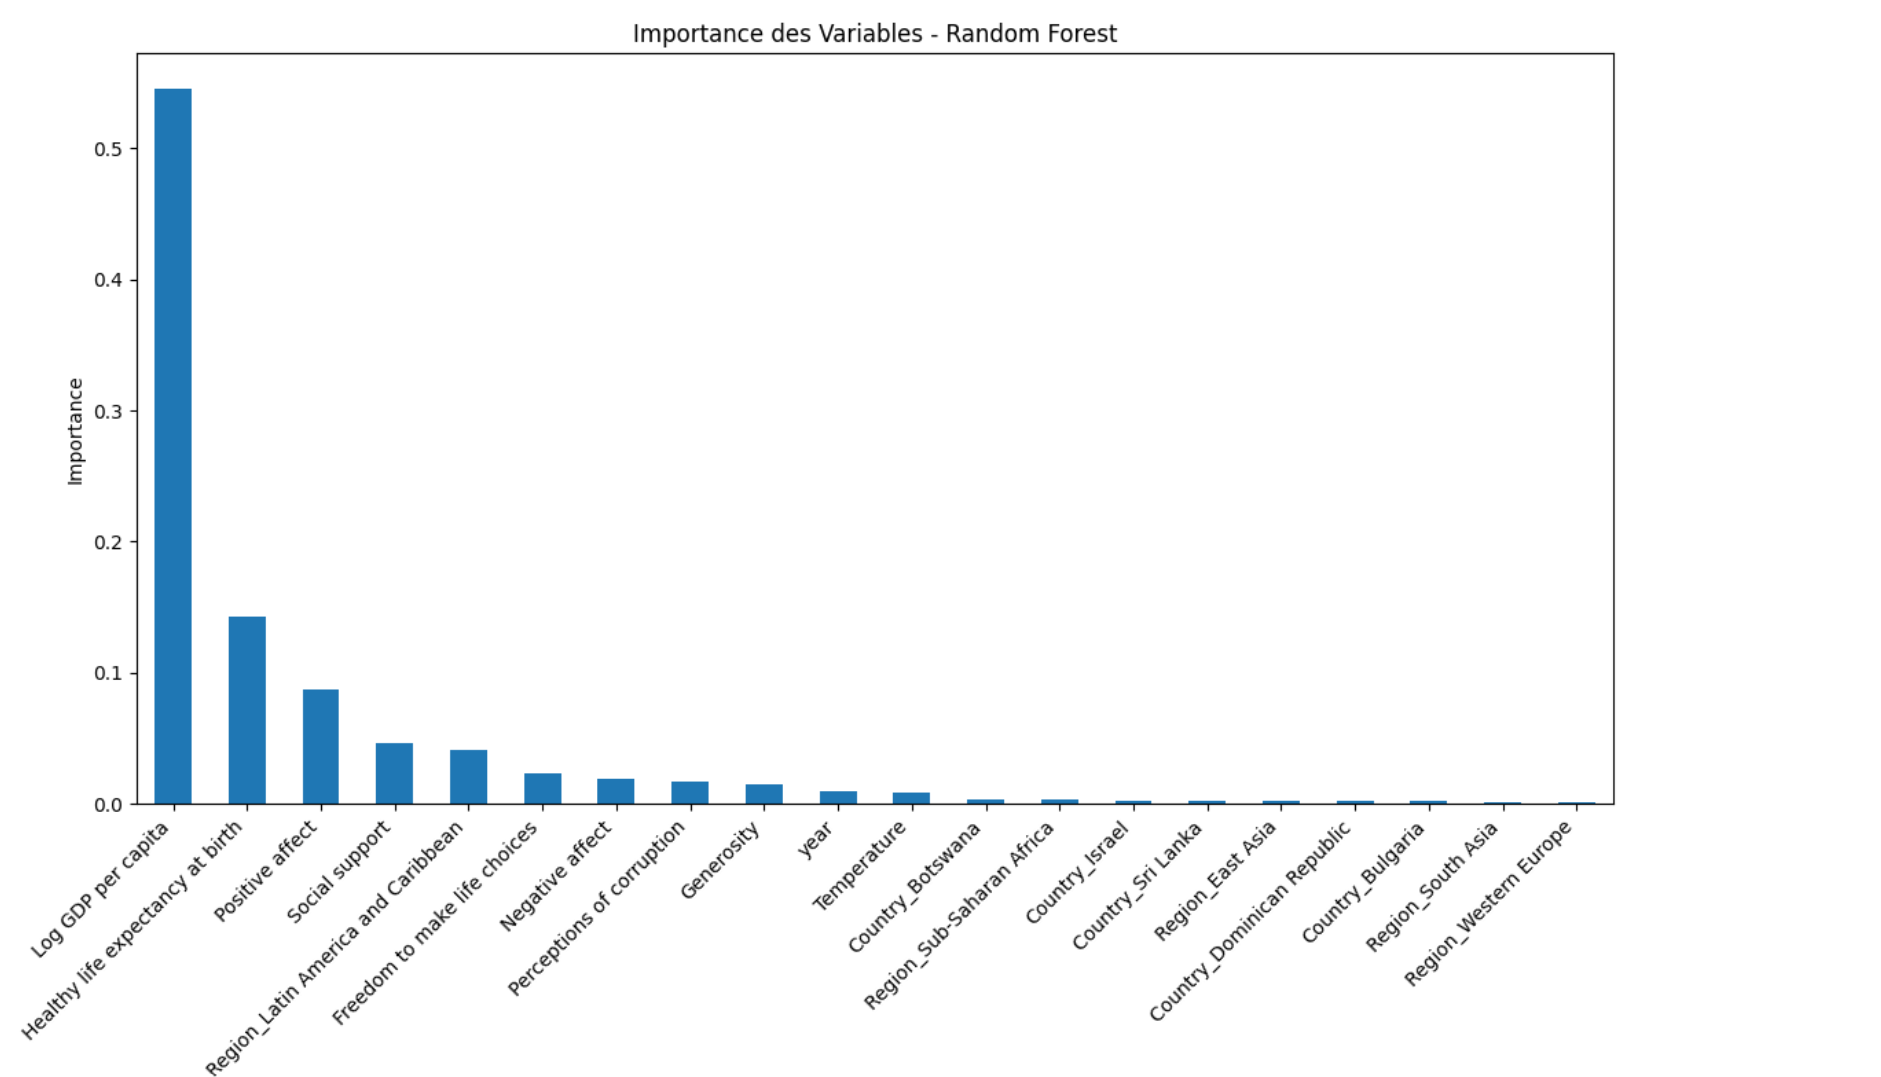 Importance des Variables - Random Forest
Importance
0.5
0.4
0.3
0.2
0.1
0.0
Log GDP per capita
Healthy life expectancy at birth
Positive affect
Social support
Region_Latin America and Caribbean
Freedom to make life choices
Negative affect
Perceptions of corruption
Generosity
year
Temperature
Country_Botswana
Region_Sub-Saharan Africa
Country_Israel
Country_Sri Lanka
Region_East Asia
Country_Dominican Republic
Country_Bulgaria
Region_South Asia
Region_Western Europe